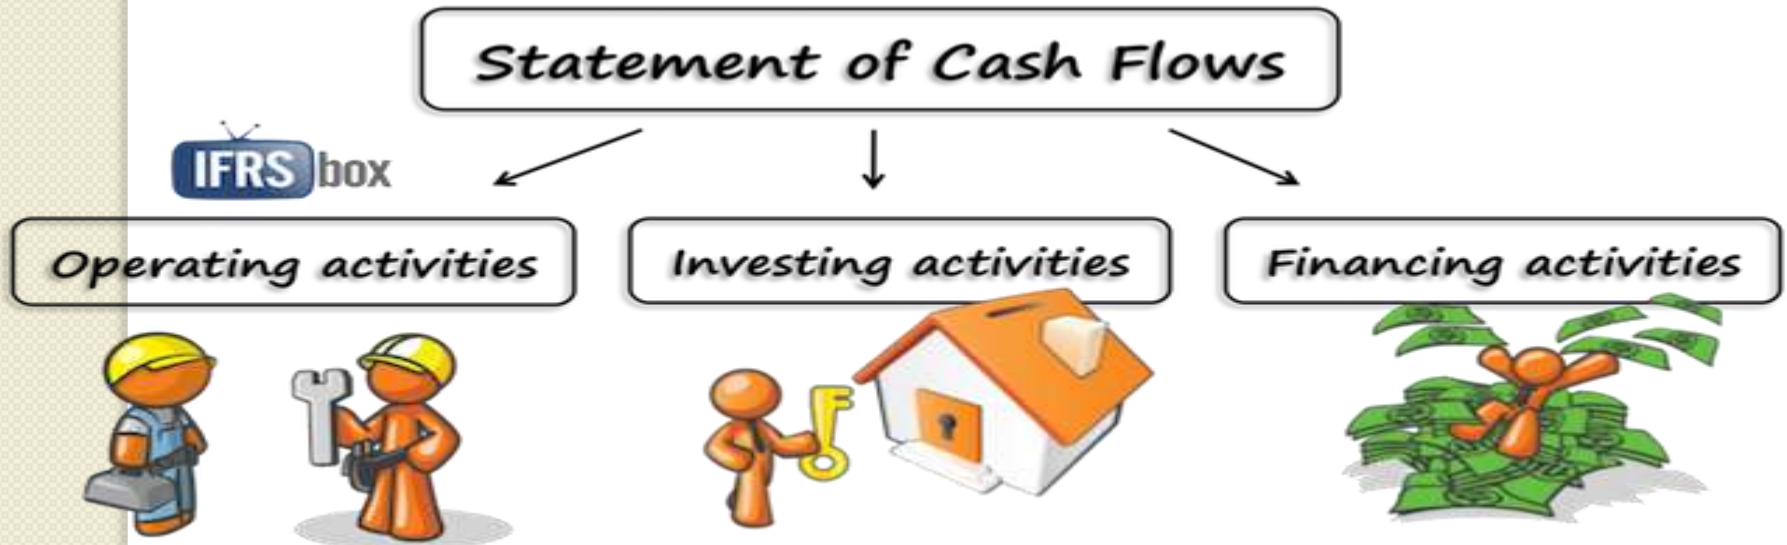 Statement of Cash Flows
IFRS box
Operating activities
Investing activities
Financing activities